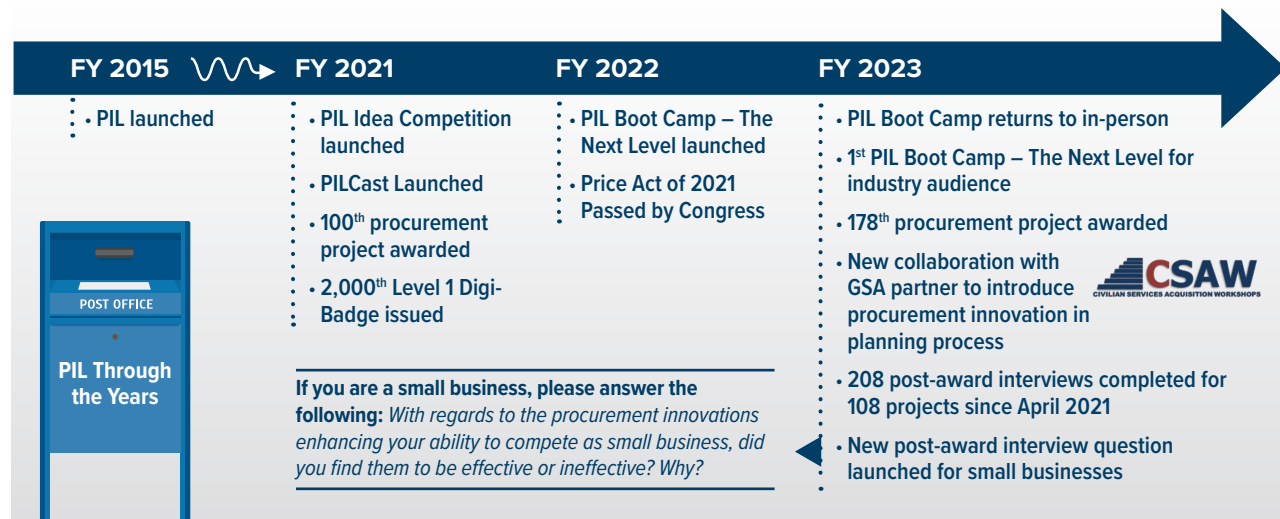 FY 2015
FY 2021
FY 2022
FY 2023
• PIL launched
• PIL Idea Competition
launched
• PILCast Launched
• 100th procurement
project awarded
• 2,000th Level 1 Digi-
Badge issued
• PIL Boot Camp – The
Next Level launched
• Price Act of 2021
Passed by Congress
• PIL Boot Camp returns to in-person
• 1st PIL Boot Camp – The Next Level for
industry audience
• 178th procurement project awarded
• New collaboration with
GSA partner to introduce
procurement innovation in
planning process
CSAW
CIVILIAN SERVICES ACQUISITION WORKSHOPS
• 208 post-award interviews completed for
108 projects since April 2021
• New post-award interview question
launched for small businesses
If you are a small business, please answer the
following: With regards to the procurement innovations
enhancing your ability to compete as small business, did
you find them to be effective or ineffective? Why?
POST OFFICE
PIL Through
the Years